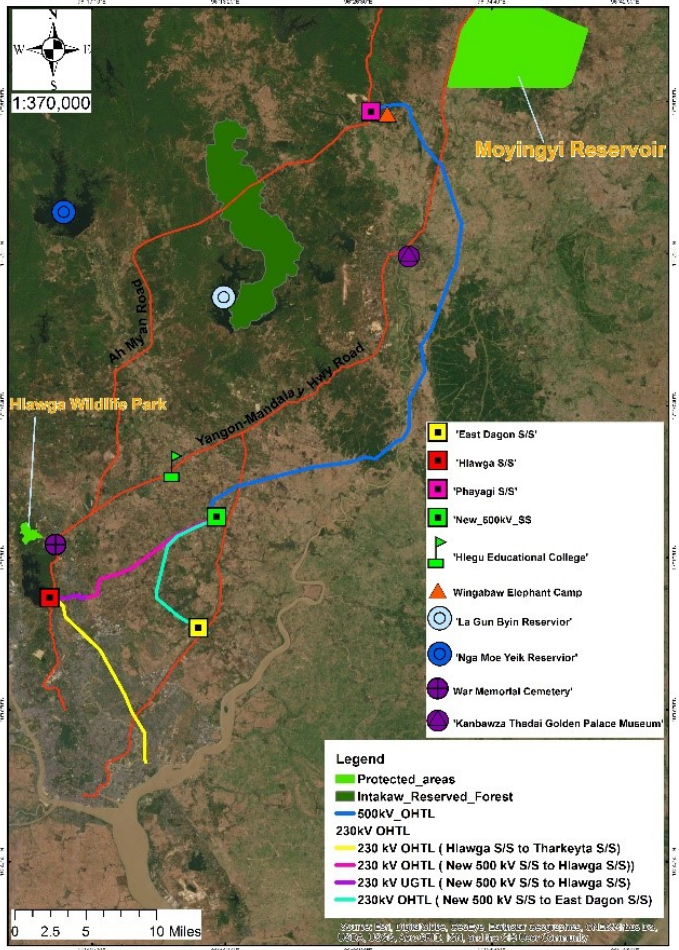 N
W E
S
1:370,000
Moyingyi Reservoir
Ah Myan Road
Yangon-Mandalay Hwy Road
Hlawga Wildlife Park
'East Dagon S/S'
'Hlawga S/S'
'Phayagi S/S'
'New_500kV_SS
'Hlegu Educational College'
Wingabaw Elephant Camp
'La Gun Byin Reservior'
'Nga Moe Yeik Reservior'
War Memorial Cemetery'
'Kanbawza Thadai Golden Palace Museum'
Legend
Protected_areas
Intakaw_Reserved_Forest
500kV_OHTL
230kV OHTL
230 kV OHTL ( Hlawga S/S to Tharkeyta S/S)
230 kV OHTL ( New 500 kV S/S to Hlawga S/S))
230 kV UGTL ( New 500 kV S/S to Hlawga S/S)
230kV OHTL ( New 500 kV S/S to East Dagon S/S)
0 2.5 5 10 Miles